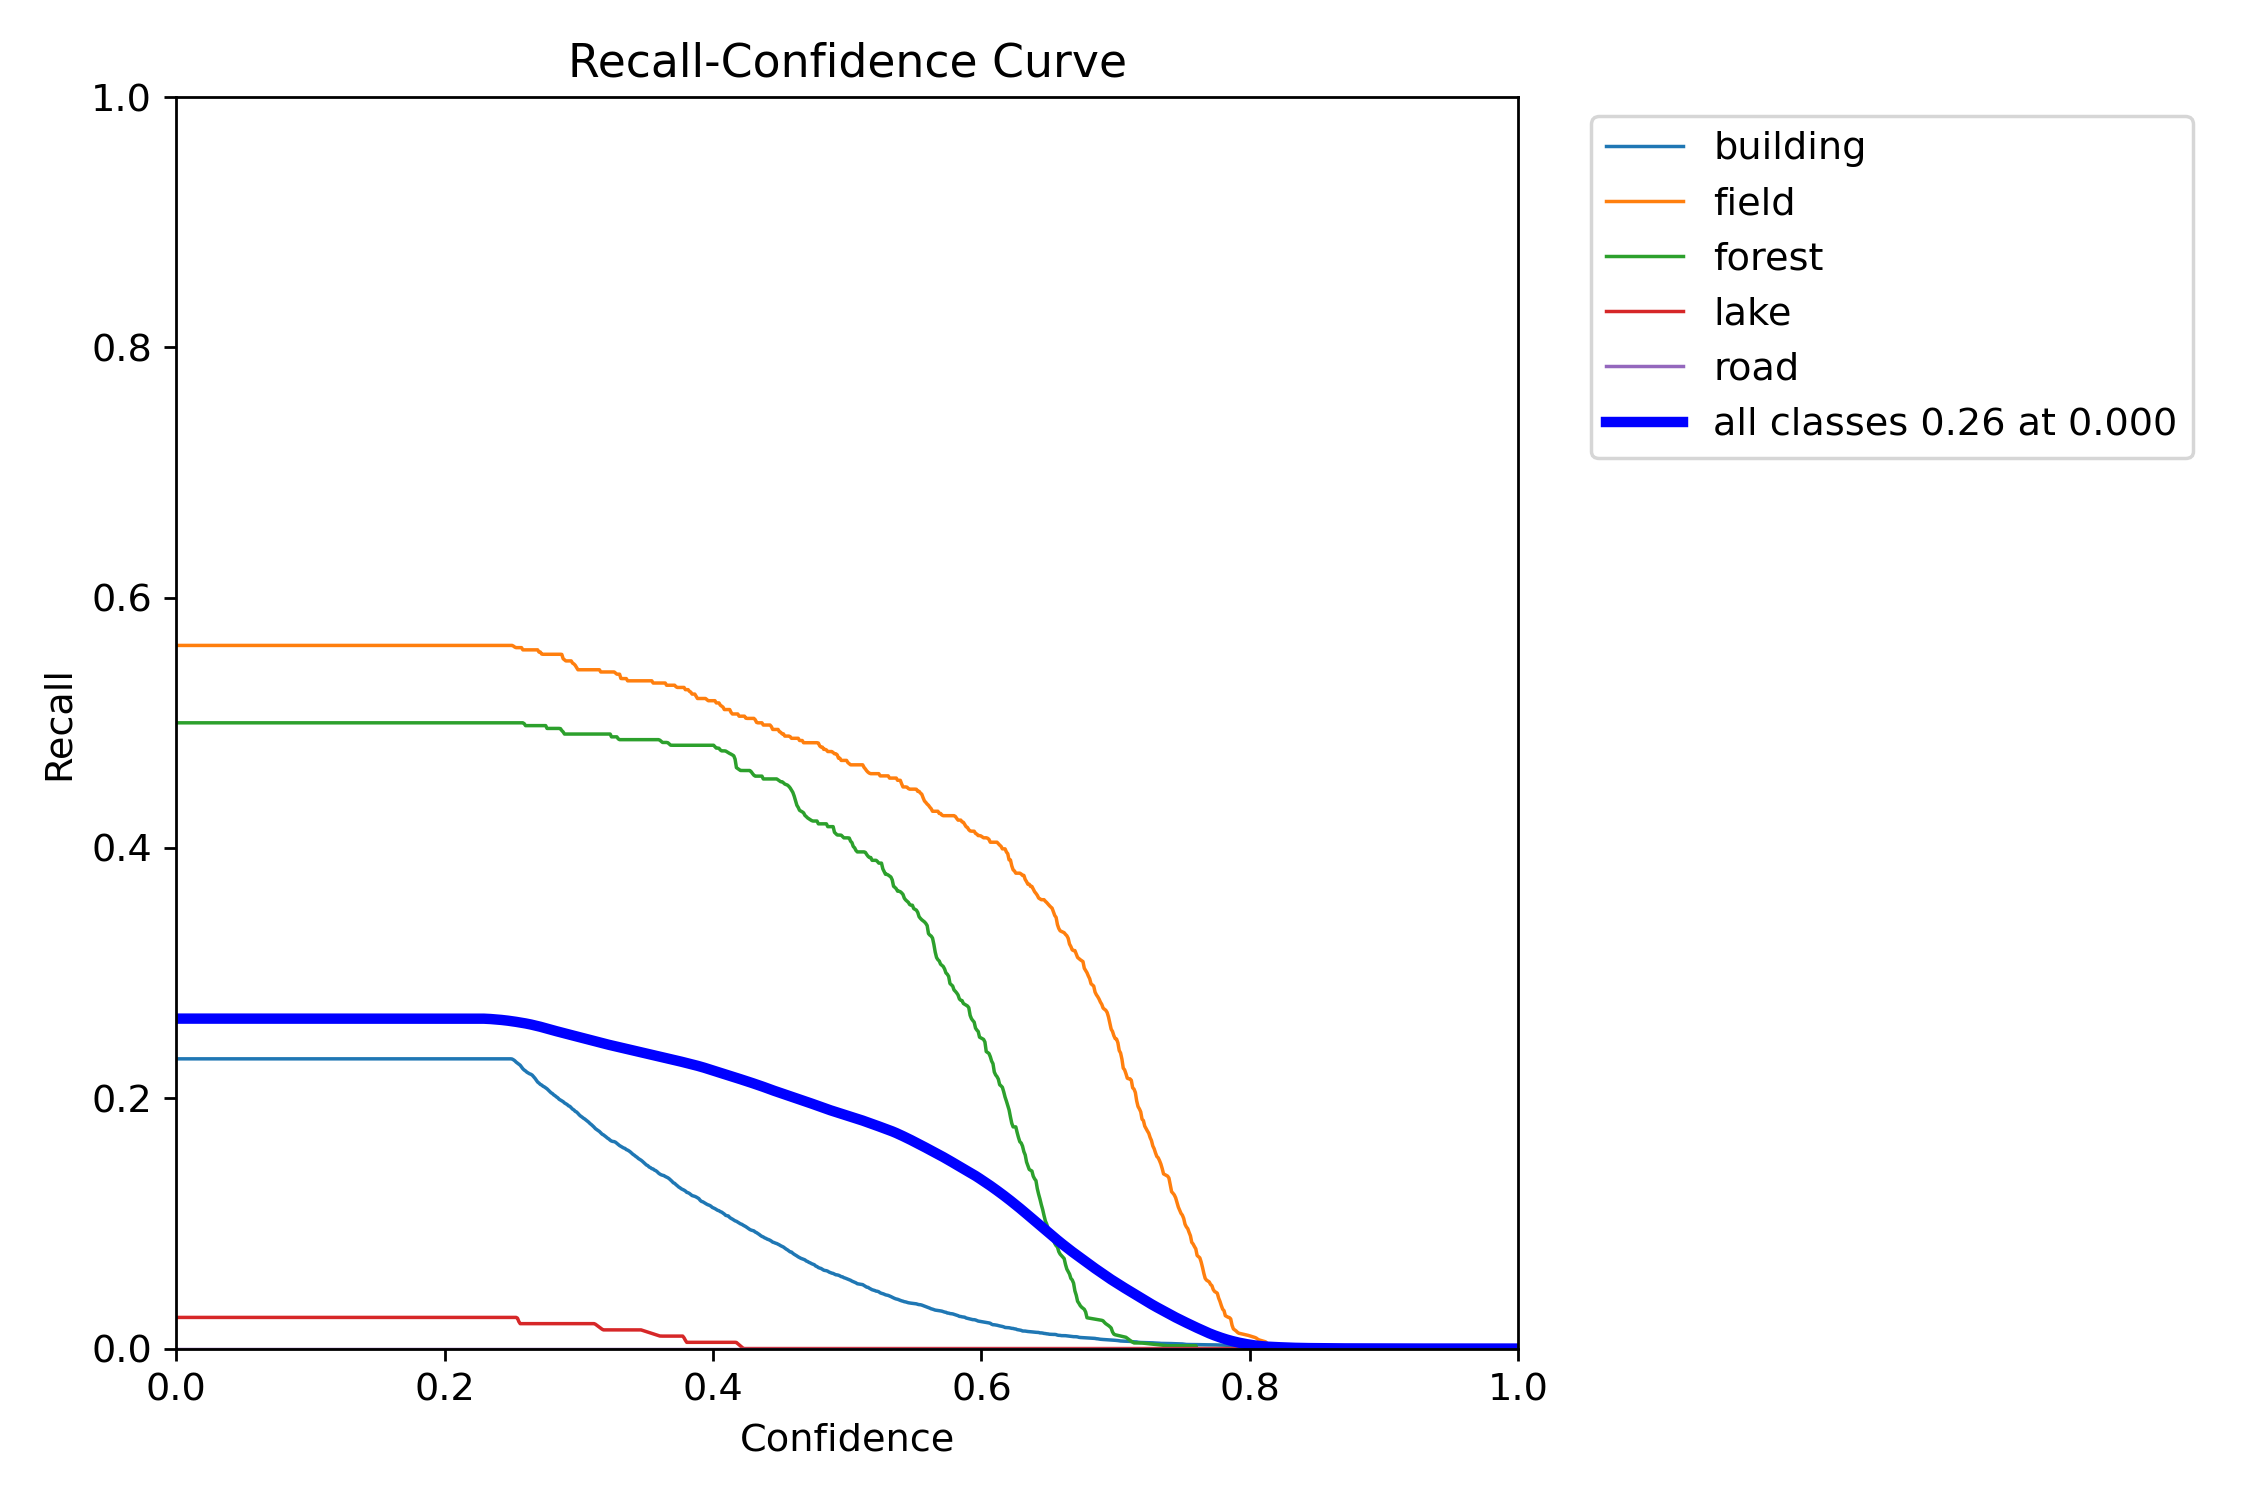 Recall-Confidence Curve
1.0
0.8
0.6
0.4
0.2
0.0
Recall
0.0 0.2 0.4 0.6 0.8 1.0
Confidence
building
field
forest
lake
road
all classes 0.26 at 0.000